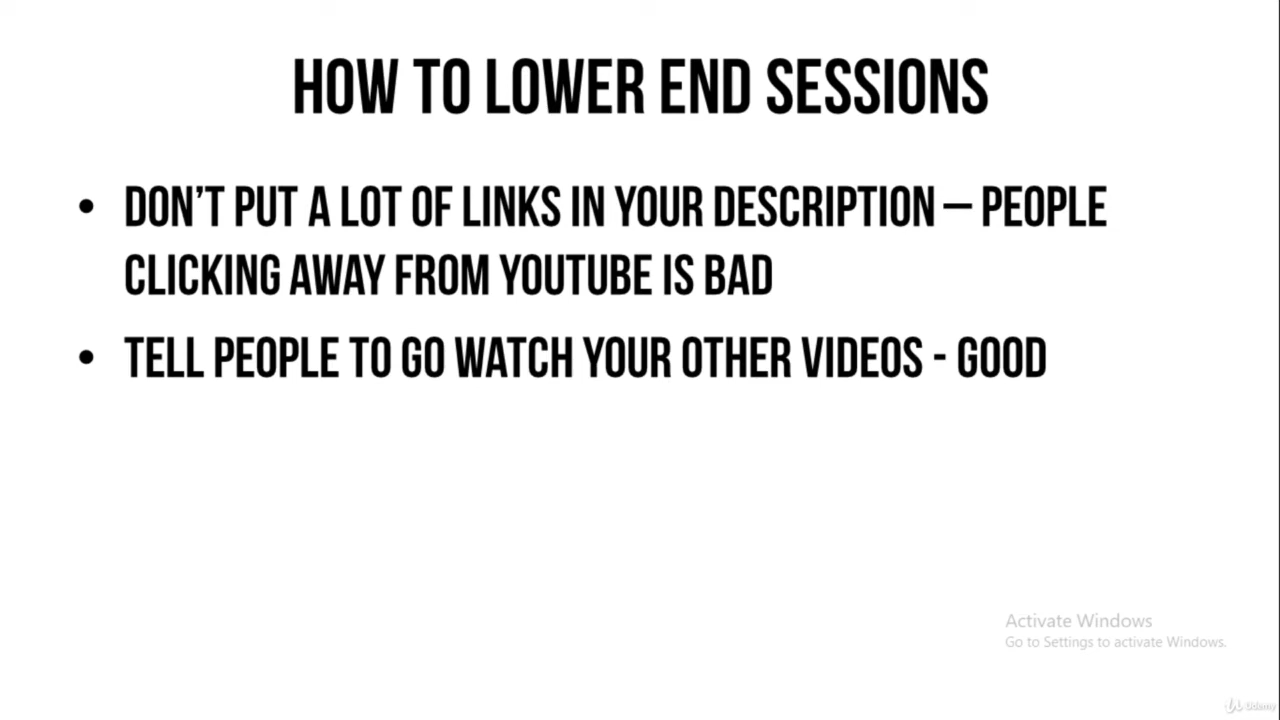 HOW TO LOWER END SESSIONS
• DON'T PUT A LOT OF LINKS IN YOUR DESCRIPTION – PEOPLE
CLICKING AWAY FROM YOUTUBE IS BAD
• TELL PEOPLE TO GO WATCH YOUR OTHER VIDEOS - GOOD
Activate Windows
Go to Settings to activate Windows.
Udemy